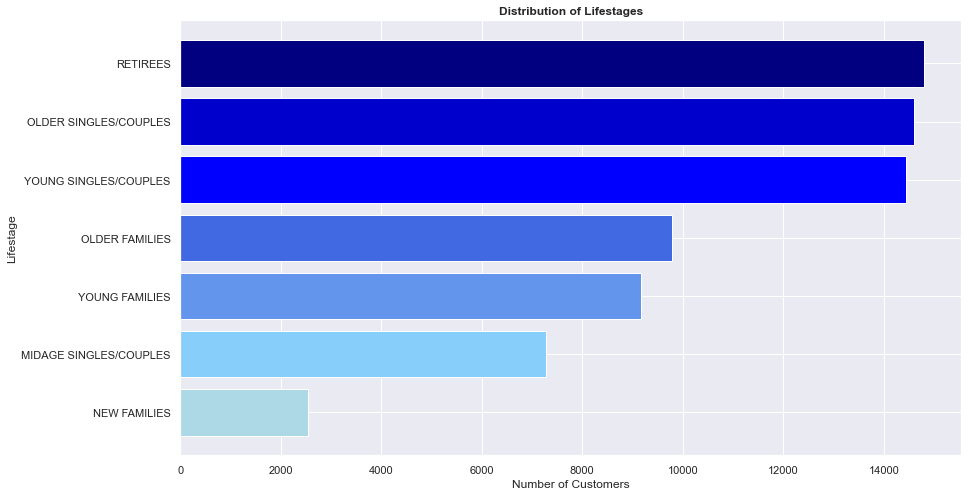 Distribution of Lifestages
RETIREES
OLDER SINGLES/COUPLES
YOUNG SINGLES/COUPLES
OLDER FAMILIES
YOUNG FAMILIES
MIDAGE SINGLES/COUPLES
NEW FAMILIES
Lifestage
0 2000 4000 6000 8000 10000 12000 14000
Number of Customers